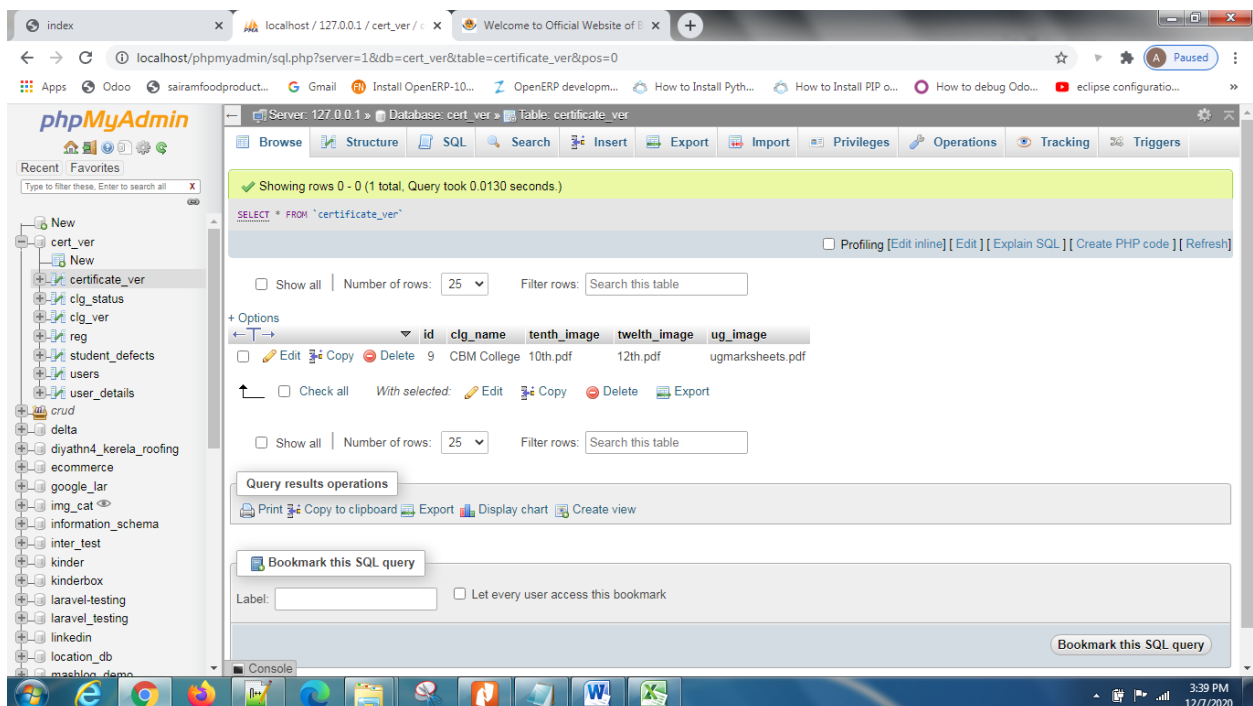 index
localhost / 127.0.0.1 / cert_ver / c
Welcome to Official Website of B
localhost/phpmyadmin/sql.php?server=1&db=cert_ver&table=certificate_ver&pos=0
A Paused
Apps Odoo sairamfoodproduct... Gmail Install OpenERP-10... OpenERP developm... How to Install Pyth... How to Install PIP o... How to debug Odo... eclipse configuratio... »
phpMyAdmin
Recent Favorites
Type to filter these, Enter to search all X
New
cert_ver
New
certificate_ver
clg_status
clg_ver
reg
student_defects
users
user_details
crud
delta
diyathn4_kerela_roofing
ecommerce
google_lar
img_cat
information_schema
inter_test
kinder
kinderbox
laravel-testing
laravel_testing
linkedin
location_db
mashlog_demo
Server: 127.0.0.1 » Database: cert_ver » Table: certificate_ver
Browse Structure SQL Search Insert Export Import Privileges Operations Tracking Triggers
Showing rows 0 - 0 (1 total, Query took 0.0130 seconds.)
SELECT * FROM `certificate_ver`
Profiling [Edit inline] [ Edit ] [ Explain SQL ] [ Create PHP code ] [ Refresh]
Show all Number of rows: 25 Filter rows: Search this table
+ Options
←T→ id clg_name tenth_image twelth_image ug_image
Edit Copy Delete 9 CBM College 10th.pdf 12th.pdf ugmarksheets.pdf
Check all With selected: Edit Copy Delete Export
Show all Number of rows: 25 Filter rows: Search this table
Query results operations
Print Copy to clipboard Export Display chart Create view
Bookmark this SQL query
Label: Let every user access this bookmark
Bookmark this SQL query
Console
3:39 PM
12/7/2020